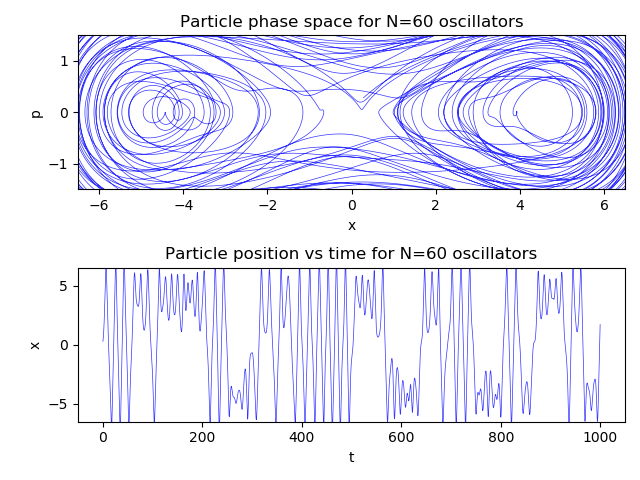 Particle phase space for N=60 oscillators
1
0
−1
p
−6 −4 −2 0 2 4 6
x
Particle position vs time for N=60 oscillators
5
0
−5
x
0 200 400 600 800 1000
t